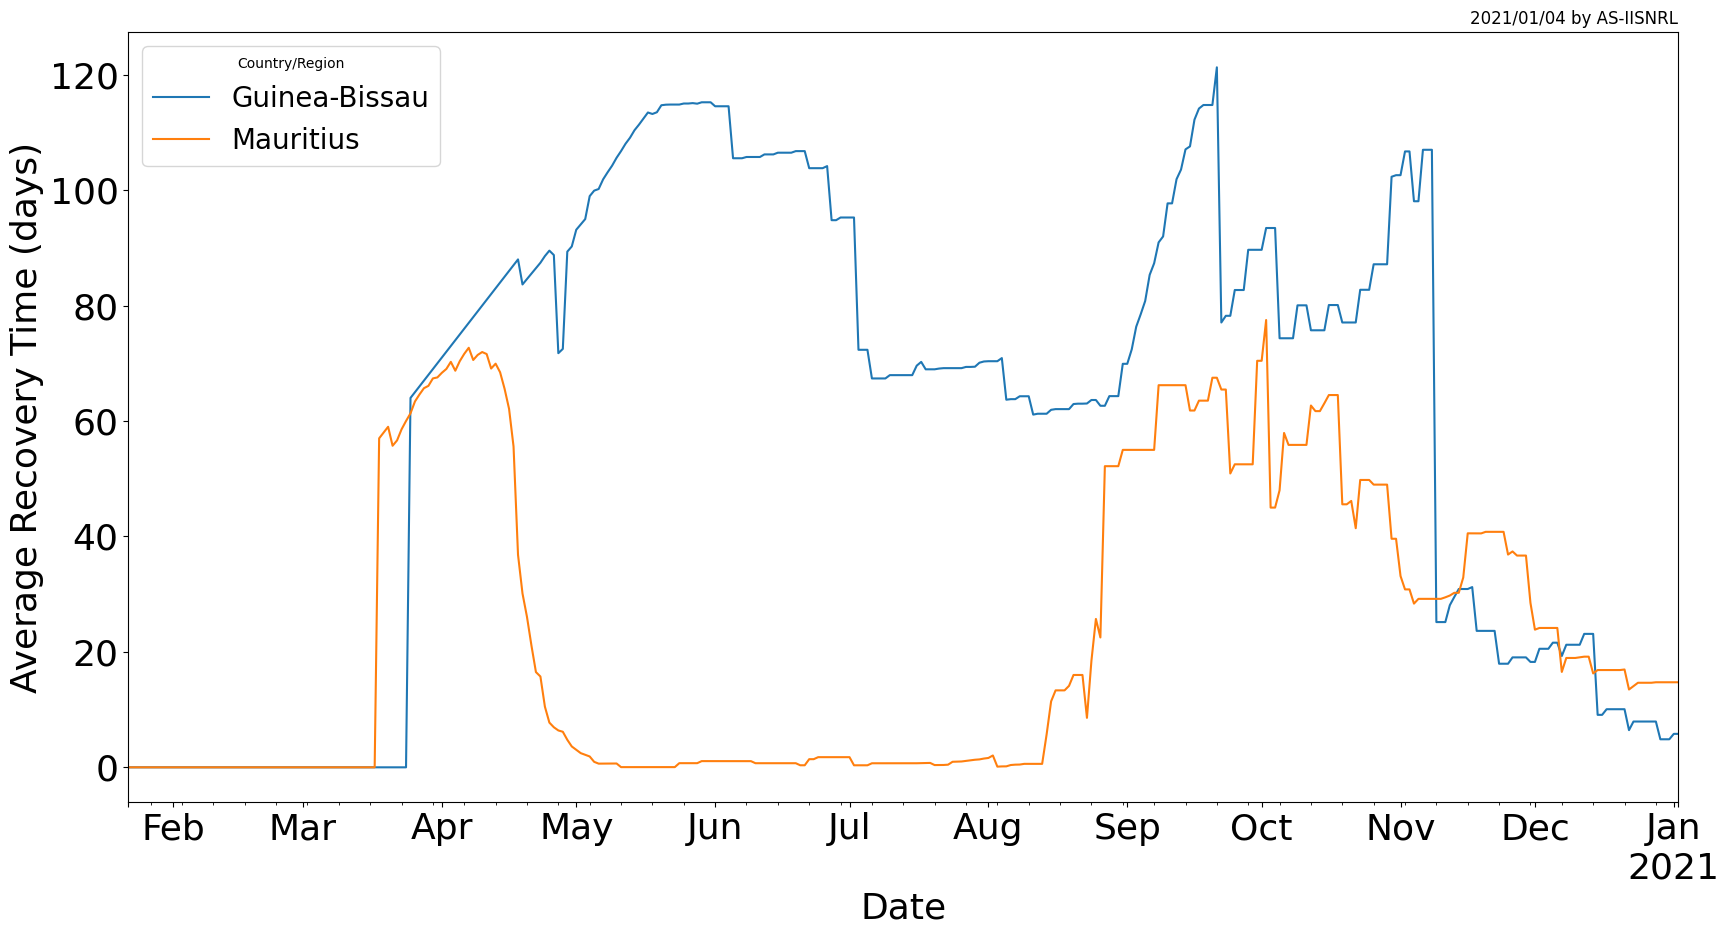 2021/01/04 by AS-IISNRL
Country/Region
Guinea-Bissau
Mauritius
Average Recovery Time (days)
120
100
80
60
40
20
0
Feb Mar Apr May Jun Jul Aug Sep Oct Nov Dec Jan
2021
Date